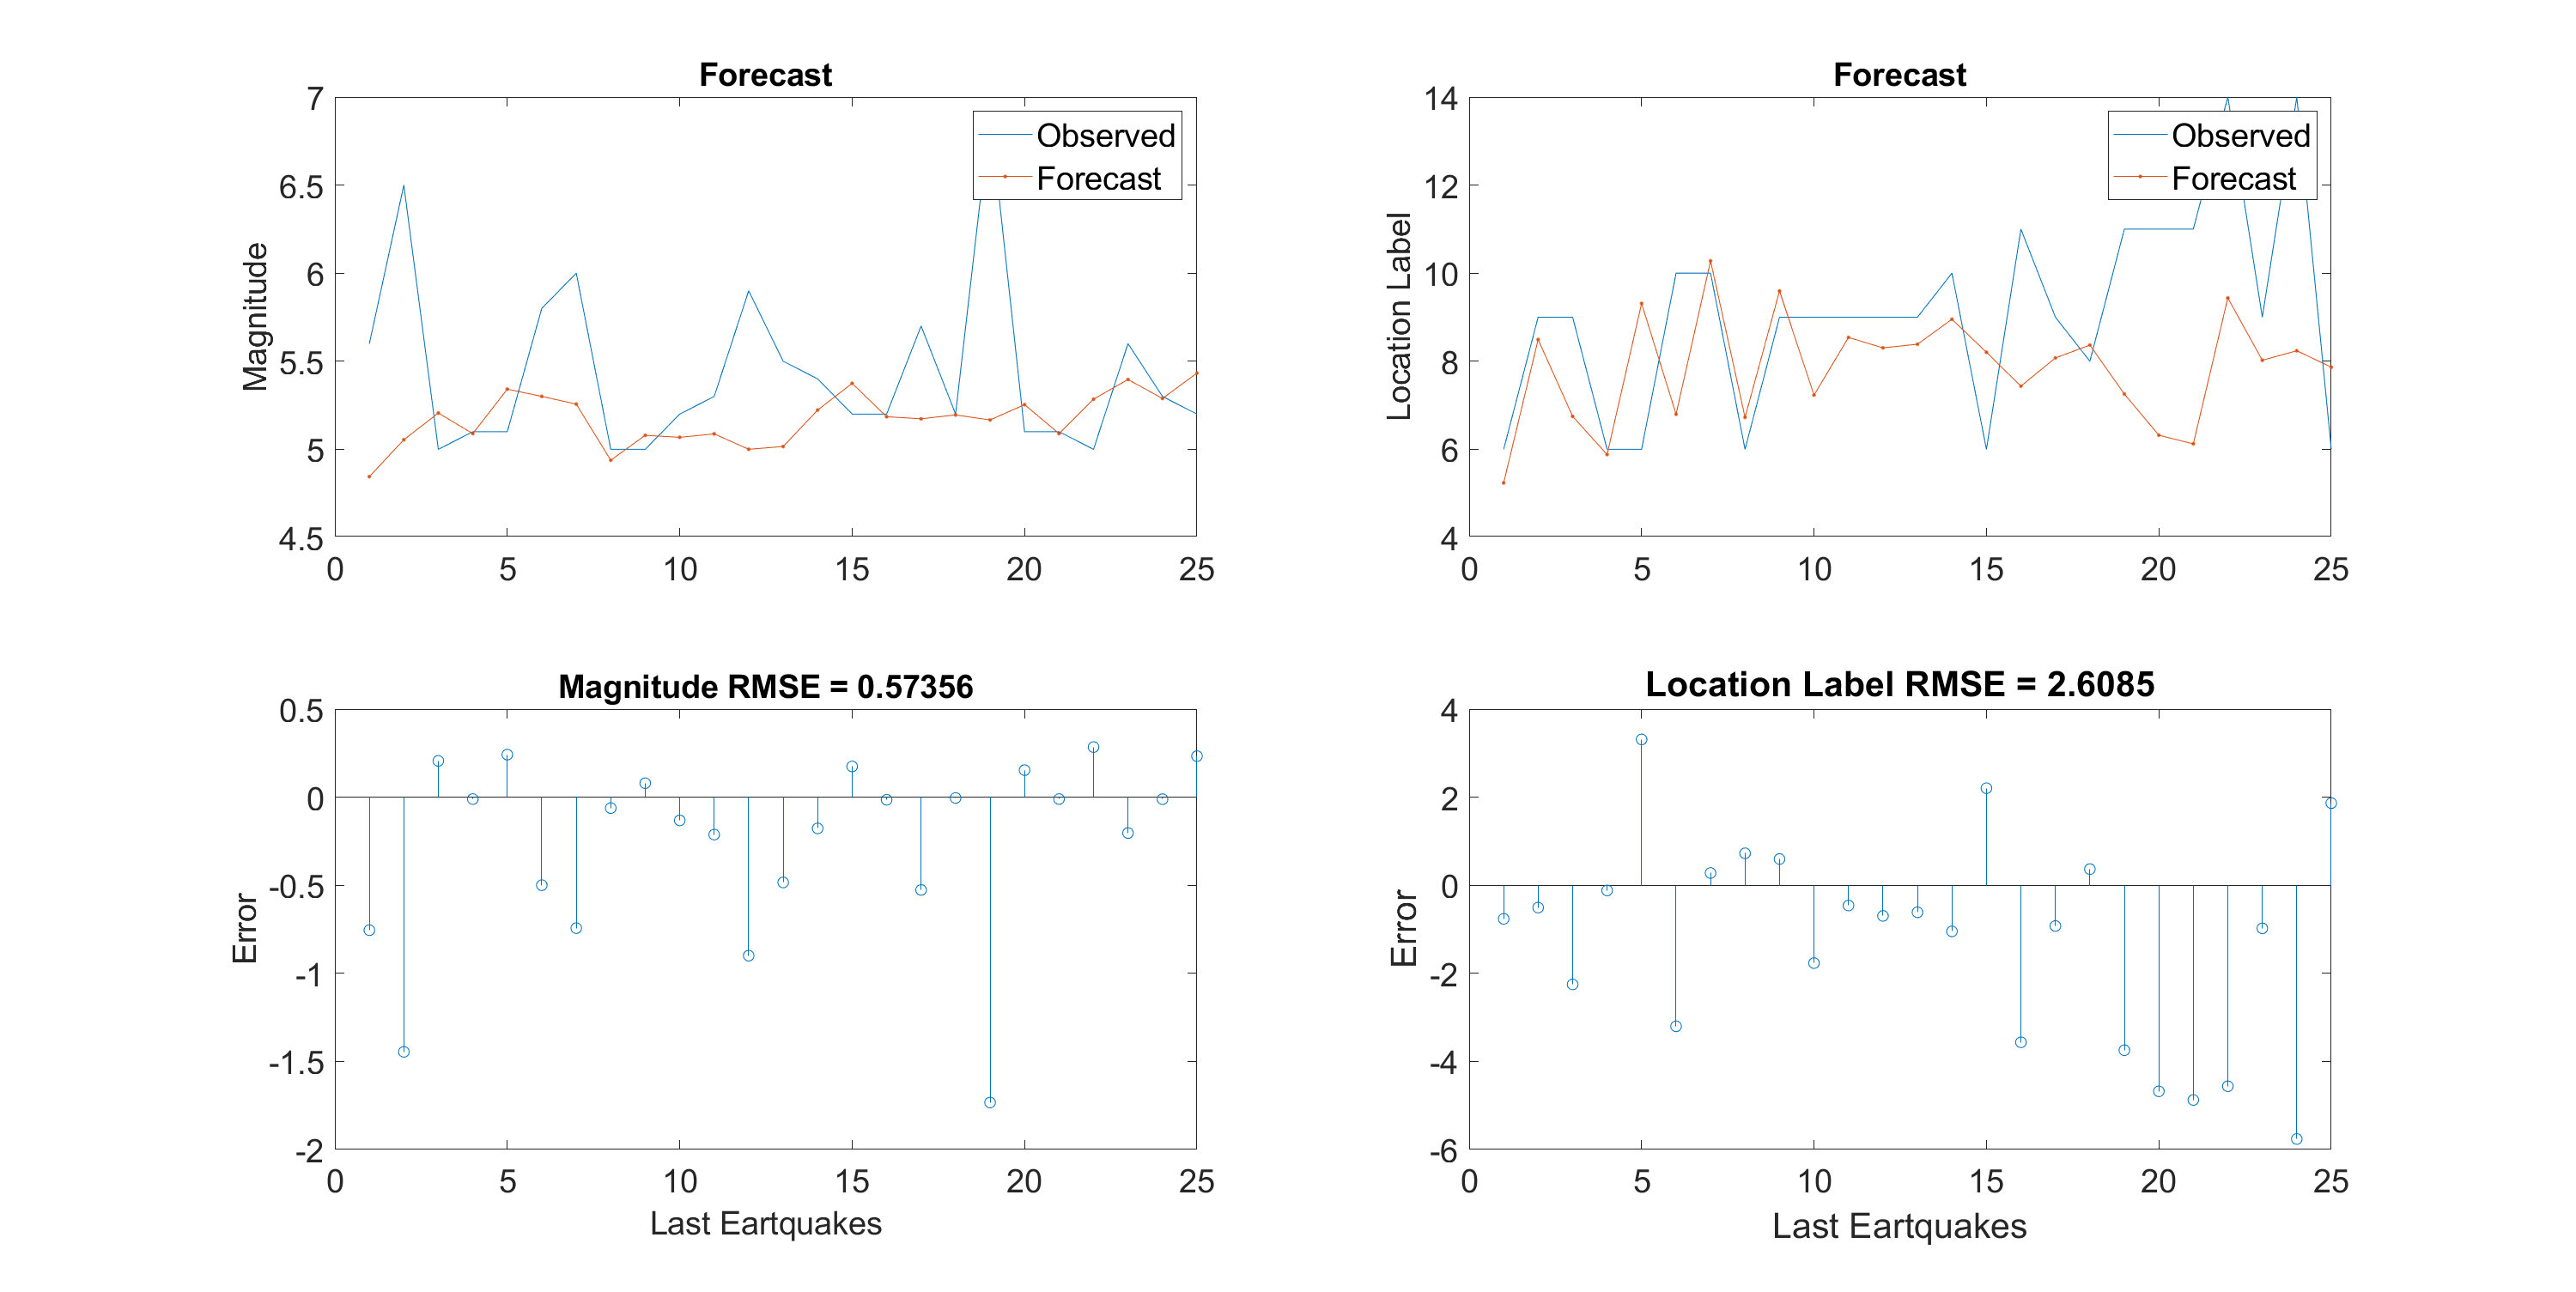 Forecast
7
6.5
6
5.5
5
4.5
Magnitude
Observed
Forecast
0 5 10 15 20 25
Forecast
14
12
10
8
6
4
Location Label
Observed
Forecast
0 5 10 15 20 25
Magnitude RMSE = 0.57356
0.5
0
-0.5
-1
-1.5
-2
Error
0 5 10 15 20 25
Last Eartquakes
Location Label RMSE = 2.6085
4
2
0
-2
-4
-6
Error
0 5 10 15 20 25
Last Eartquakes